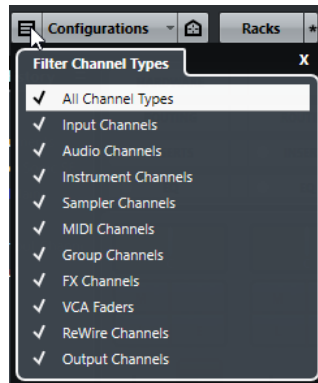 Configurations Racks *
Filter Channel Types X
All Channel Types
Input Channels
Audio Channels
Instrument Channels
Sampler Channels
MIDI Channels
Group Channels
FX Channels
VCA Faders
ReWire Channels
Output Channels